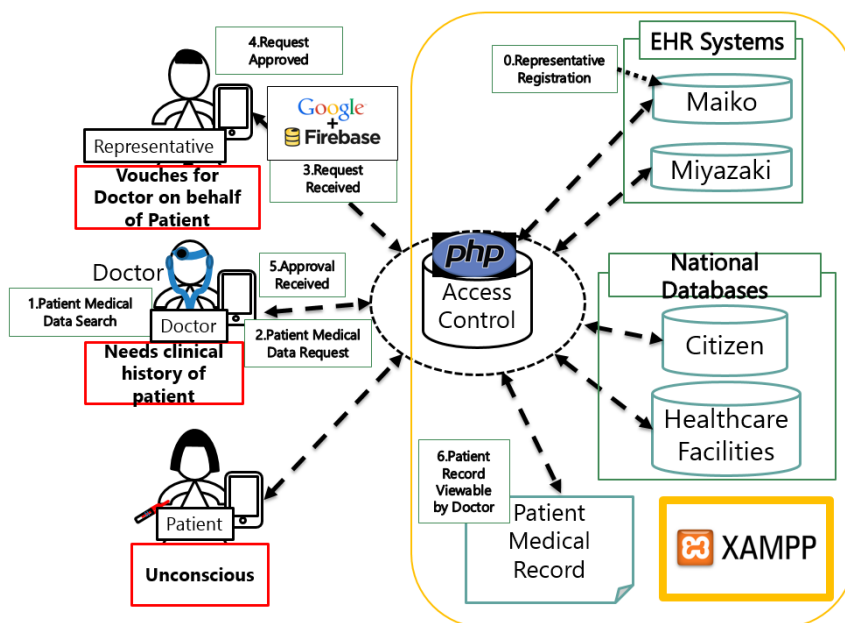 4.Request
Approved
Google
+
Firebase
3.Request
Received
Representative
Vouches for
Doctor on behalf
of Patient
0.Representative
Registration
EHR Systems
Maiko
Miyazaki
php
Access
Control
Doctor
1.Patient Medical
Data Search
Doctor
5.Approval
Received
2.Patient Medical
Data Request
Needs clinical
history of
patient
National
Databases
Citizen
Healthcare
Facilities
Patient
Unconscious
6.Patient
Record
Viewable
by Doctor
Patient
Medical
Record
XAMPP